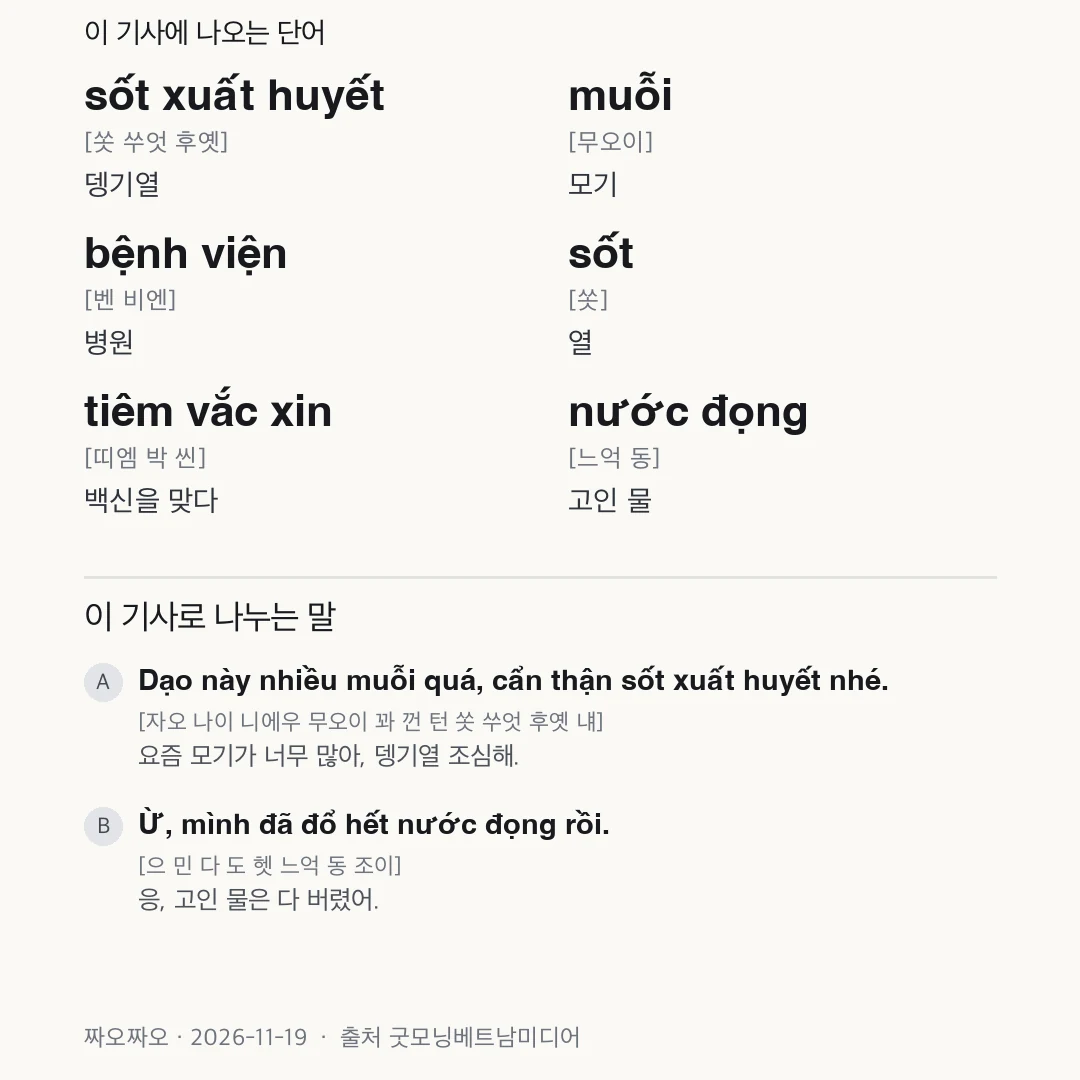 이 기사에 나오는 단어
sốt xuất huyết
[쏫 쑤엇 후옛]
뎅기열
muỗi
[무오이]
모기
bệnh viện
[벤 비엔]
병원
sốt
[쏫]
열
tiêm vắc xin
[띠엠 박 씬]
백신을 맞다
nước đọng
[느억 동]
고인 물
이 기사로 나누는 말
A
Dạo này nhiều muỗi quá, cẩn thận sốt xuất huyết nhé.
[자오 나이 니에우 무오이 꽈 껀 턴 쏫 쑤엇 후옛 냬]
요즘 모기가 너무 많아, 뎅기열 조심해.
B
Ừ, mình đã đổ hết nước đọng rồi.
[으 민 다 도 헷 느억 동 조이]
응, 고인 물은 다 버렸어.
짜오짜오 · 2026-11-19 · 출처 굿모닝베트남미디어